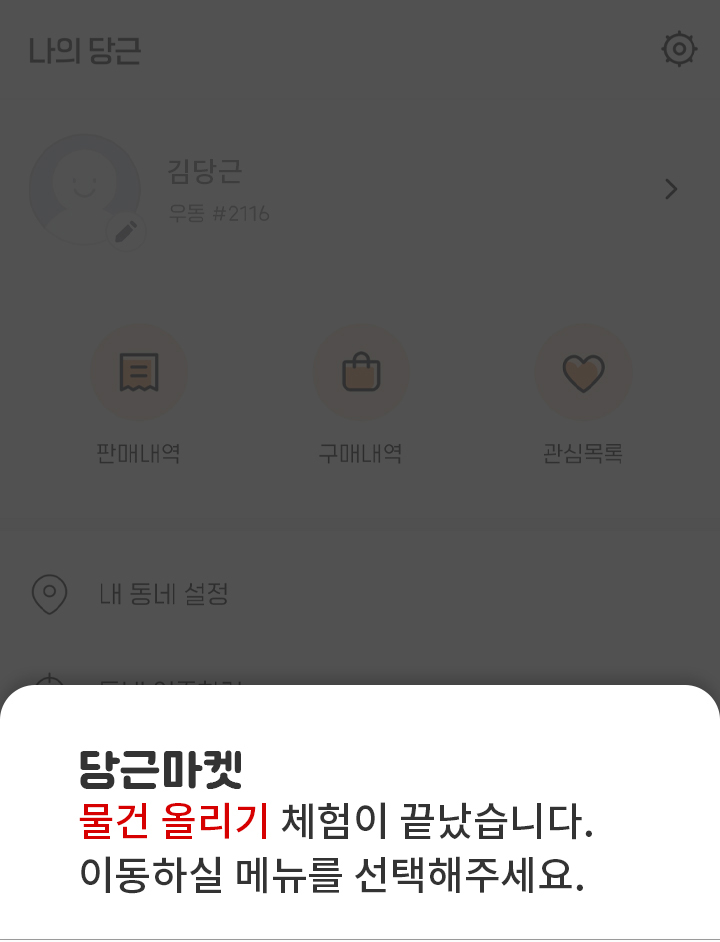 나의 당근
김당근
우동 #2116
판매내역 구매내역 관심목록
내 동네 설정
당근마켓
물건 올리기 체험이 끝났습니다.
이동하실 메뉴를 선택해주세요.